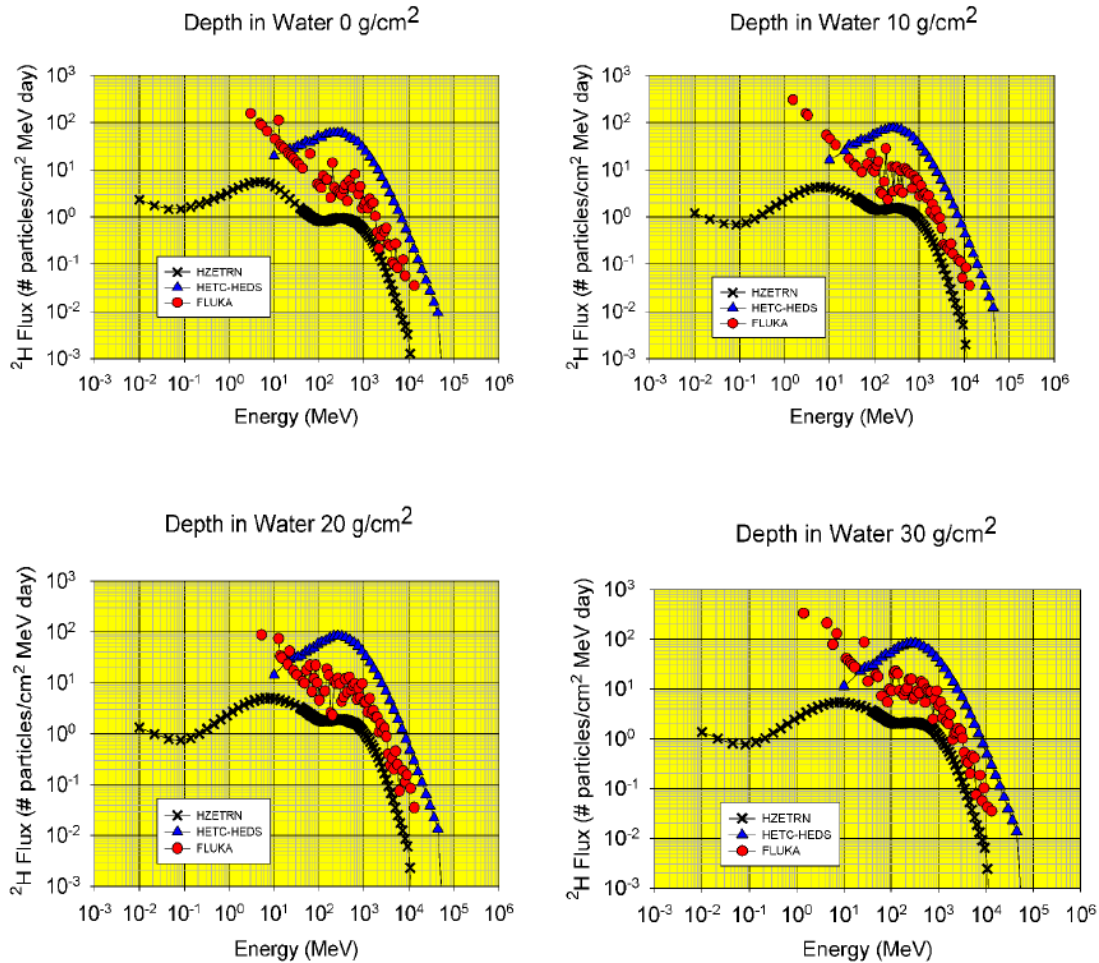 Depth in Water 0 g/cm²
²H Flux (# particles/cm² MeV day)
10³
10²
10¹
10⁰
10⁻¹
10⁻²
10⁻³
HZETRN
HETC-HEDS
FLUKA
10⁻³ 10⁻² 10⁻¹ 10⁰ 10¹ 10² 10³ 10⁴ 10⁵ 10⁶
Energy (MeV)
Depth in Water 10 g/cm²
²H Flux (# particles/cm² MeV day)
10³
10²
10¹
10⁰
10⁻¹
10⁻²
10⁻³
HZETRN
HETC-HEDS
FLUKA
10⁻³ 10⁻² 10⁻¹ 10⁰ 10¹ 10² 10³ 10⁴ 10⁵ 10⁶
Energy (MeV)
Depth in Water 20 g/cm²
²H Flux (# particles/cm² MeV day)
10³
10²
10¹
10⁰
10⁻¹
10⁻²
10⁻³
HZETRN
HETC-HEDS
FLUKA
10⁻³ 10⁻² 10⁻¹ 10⁰ 10¹ 10² 10³ 10⁴ 10⁵ 10⁶
Energy (MeV)
Depth in Water 30 g/cm²
²H Flux (# particles/cm² MeV day)
10³
10²
10¹
10⁰
10⁻¹
10⁻²
10⁻³
HZETRN
HETC-HEDS
FLUKA
10⁻³ 10⁻² 10⁻¹ 10⁰ 10¹ 10² 10³ 10⁴ 10⁵ 10⁶
Energy (MeV)